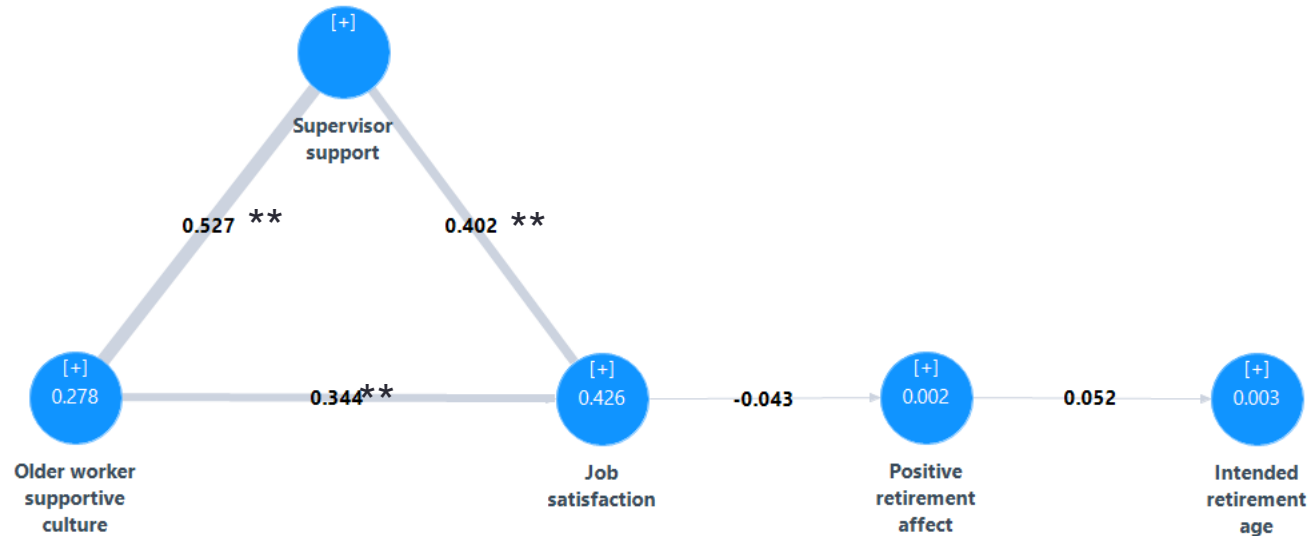 [+]
Supervisor
support
0.527 **
0.402 **
[+]
0.278
Older worker
supportive
culture
0.344**
[+]
0.426
Job
satisfaction
-0.043
[+]
0.002
Positive
retirement
affect
0.052
[+]
0.003
Intended
retirement
age